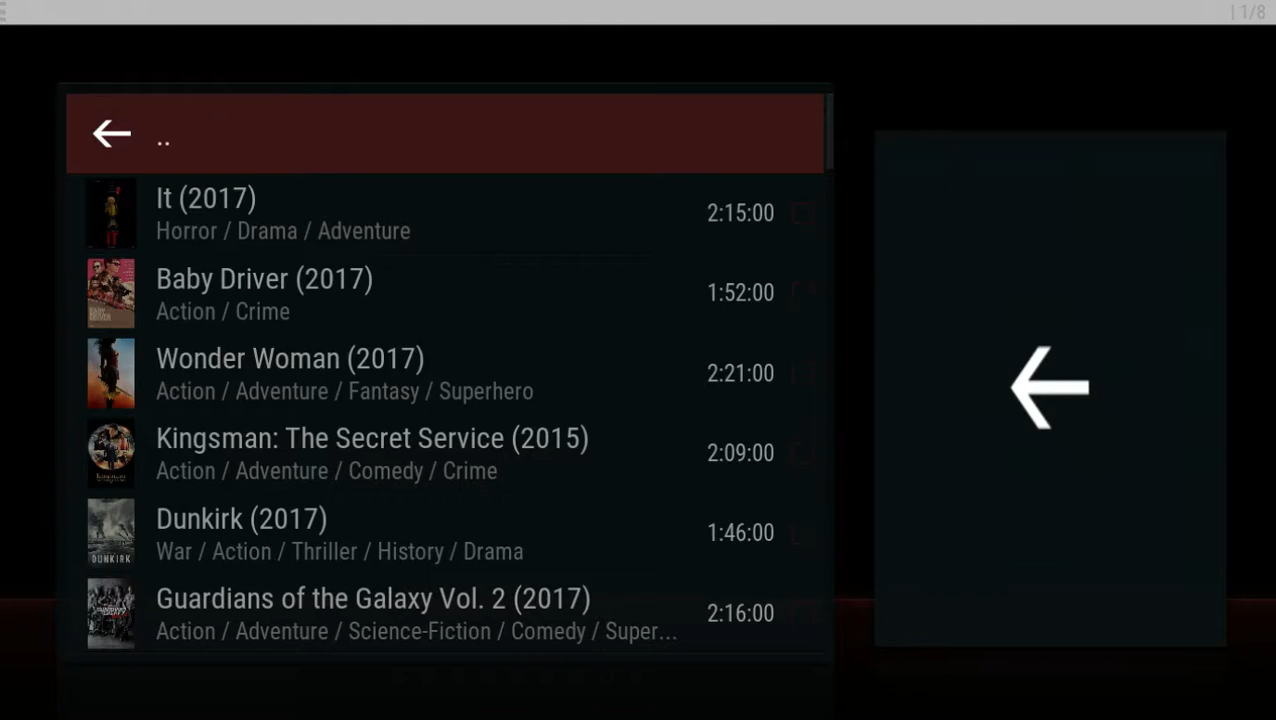 | 1/8
..
It (2017)
Horror / Drama / Adventure
2:15:00
Baby Driver (2017)
Action / Crime
1:52:00
Wonder Woman (2017)
Action / Adventure / Fantasy / Superhero
2:21:00
Kingsman: The Secret Service (2015)
Action / Adventure / Comedy / Crime
2:09:00
Dunkirk (2017)
War / Action / Thriller / History / Drama
1:46:00
DUNKIRK
Guardians of the Galaxy Vol. 2 (2017)
Action / Adventure / Science-Fiction / Comedy / Super...
2:16:00